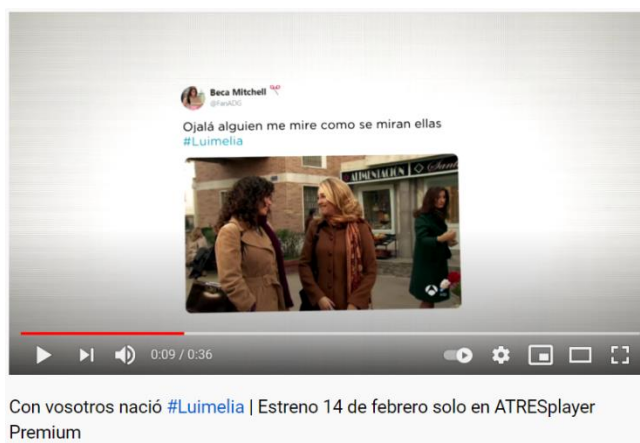 Beca Mitchell
@FanADG
Ojalá alguien me mire como se miran ellas
#Luimelia
ALIMENTACION
0:09 / 0:36
Con vosotros nació #Luimelia | Estreno 14 de febrero solo en ATRESplayer
Premium